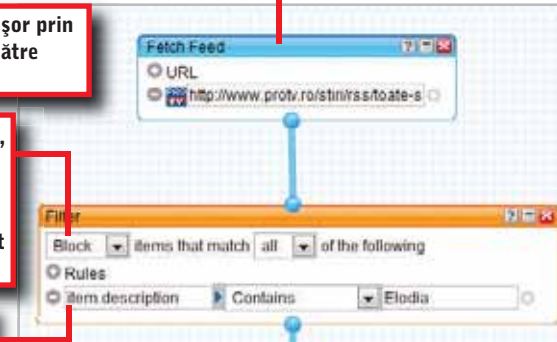 şor prin
ătre
Fetch Feed
URL
http://www.protv.ro/stiri/rss/toate-s
,
t
Filter
Block items that match all of the following
Rules
item description Contains Elodia